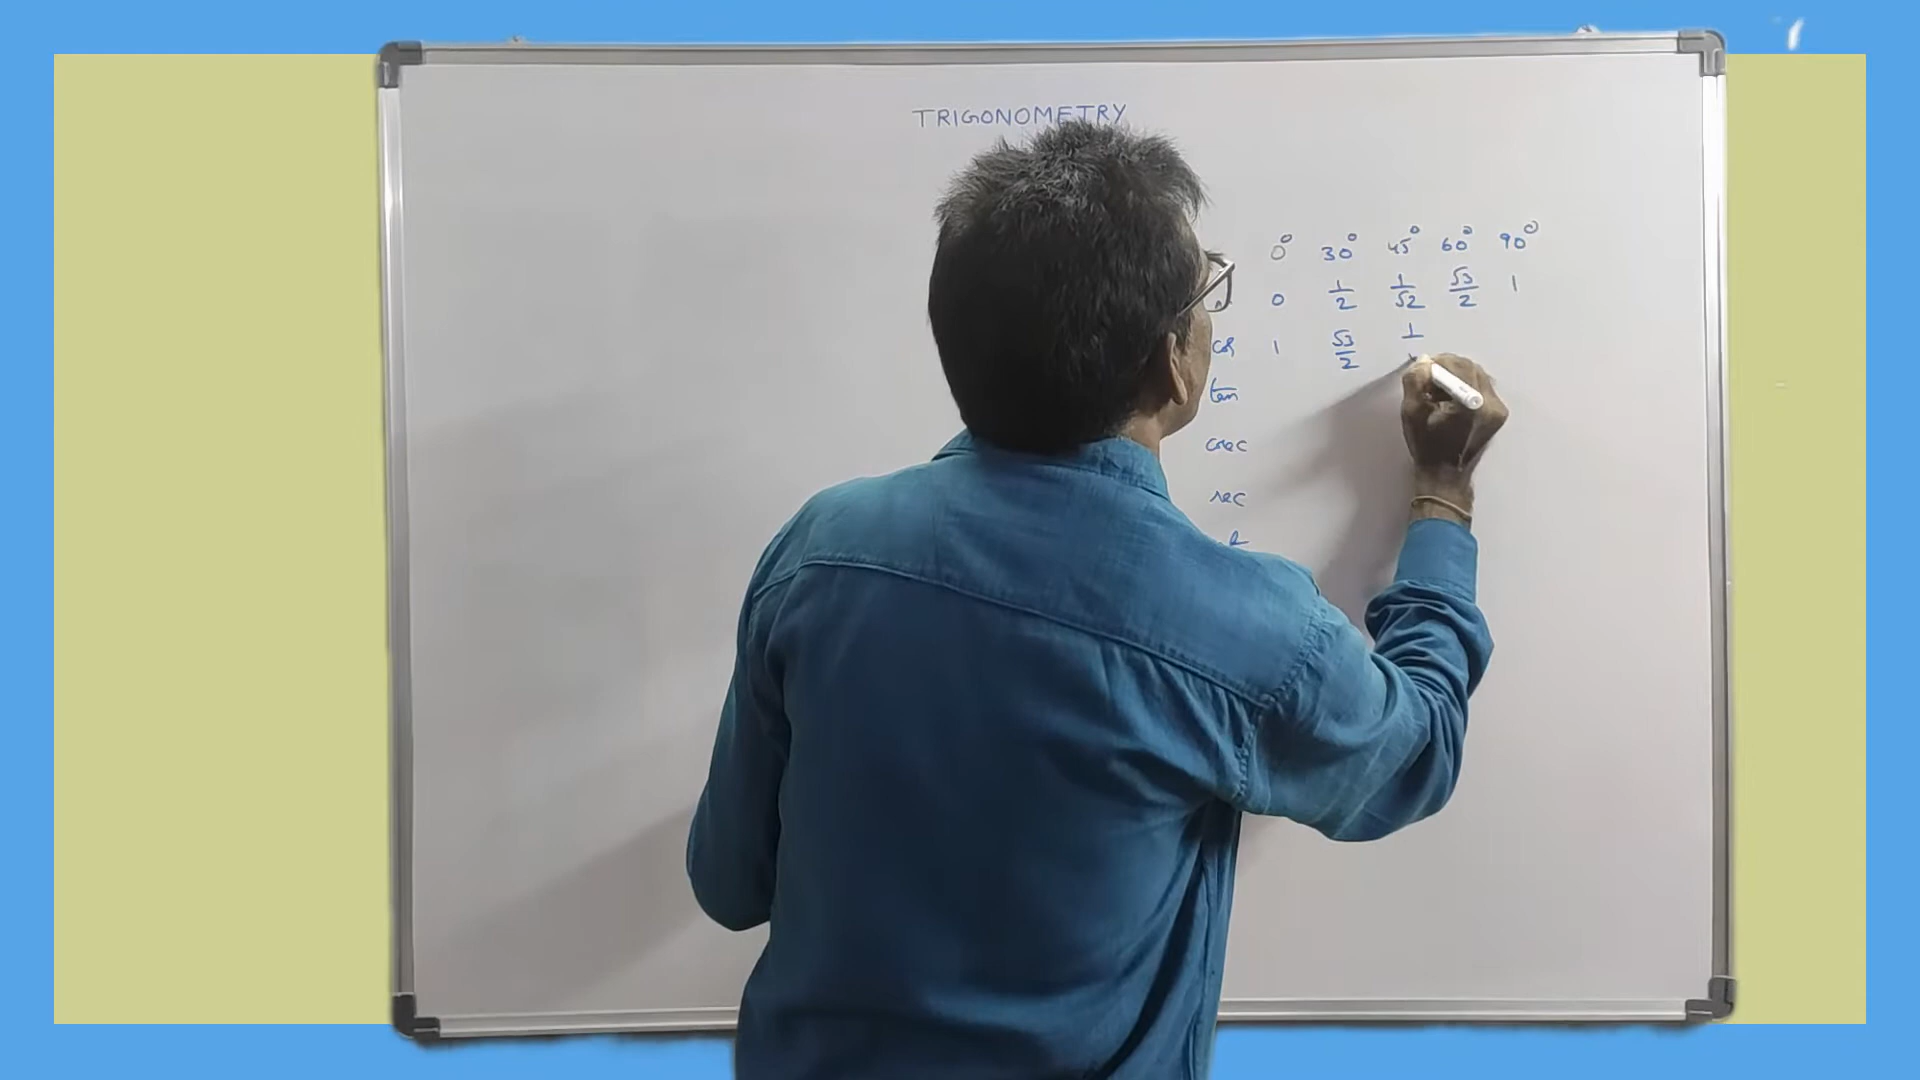 TRIGONOMETRY
0° 30° 45° 60° 90°
0 1/2 1/√2 √3/2 1
cos 1 √3/2 1
tan
cosec
sec